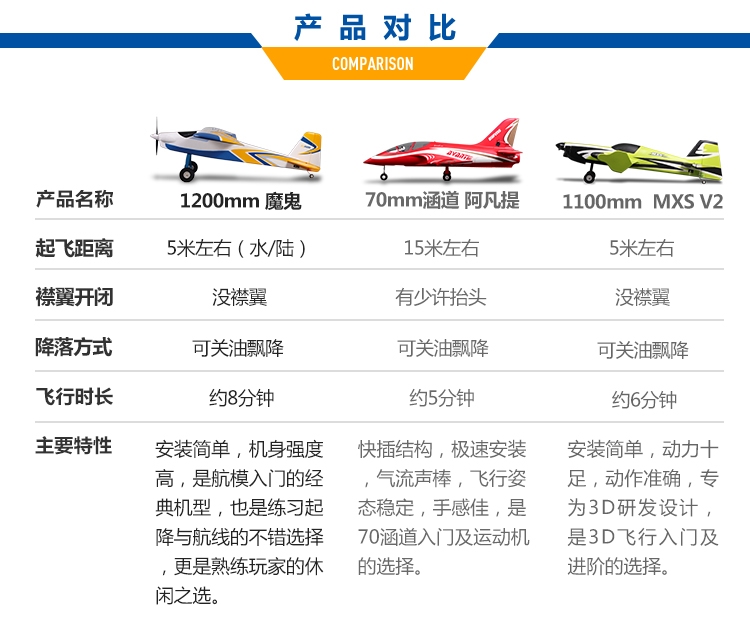 产品对比
COMPARISON
产品名称 1200mm 魔鬼 70mm涵道 阿凡提 1100mm MXS V2
起飞距离 5米左右（水/陆） 15米左右 5米左右
襟翼开闭 没襟翼 有少许抬头 没襟翼
降落方式 可关油飘降 可关油飘降 可关油飘降
飞行时长 约8分钟 约5分钟 约6分钟
主要特性
安装简单，机身强度
高，是航模入门的经
典机型，也是练习起
降与航线的不错选择
，更是熟练玩家的休
闲之选。
快插结构，极速安装
，气流声棒，飞行姿
态稳定，手感佳，是
70涵道入门及运动机
的选择。
安装简单，动力十
足，动作准确，专
为3D研发设计，
是3D飞行入门及
进阶的选择。